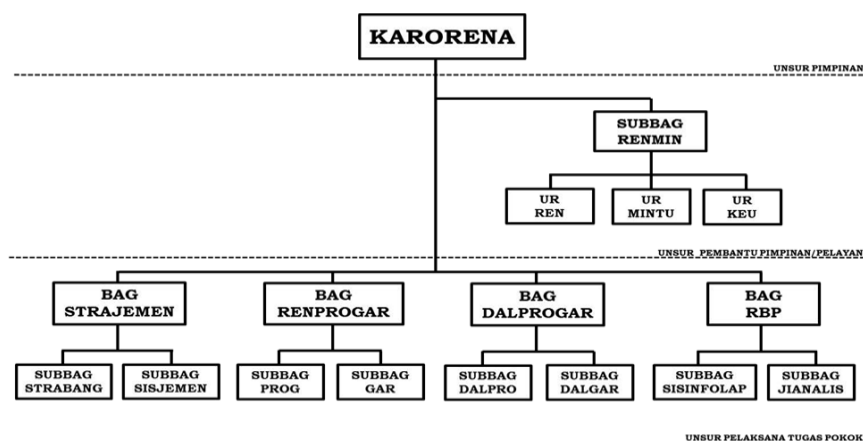 KARORENA
UNSUR PIMPINAN
SUBBAG
RENMIN
UR
REN
UR
MINTU
UR
KEU
UNSUR PEMBANTU PIMPINAN/PELAYAN
BAG
STRAJEMEN
BAG
RENPROGAR
BAG
DALPROGAR
BAG
RBP
SUBBAG
STRABANG
SUBBAG
SISJEMEN
SUBBAG
PROG
SUBBAG
GAR
SUBBAG
DALPRO
SUBBAG
DALGAR
SUBBAG
SISINFOLAP
SUBBAG
JIANALIS
UNSUR PELAKSANA TUGAS POKOK